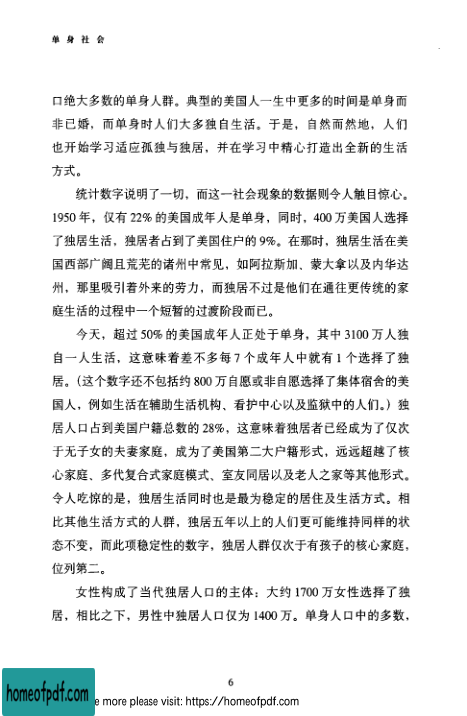 单身社会
口绝大多数的单身人群。典型的美国人一生中更多的时间是单身而
非已婚，而单身时人们大多独自生活。于是，自然而然地，人们
也开始学习适应孤独与独居，并在学习中精心打造出全新的生活
方式。
统计数字说明了一切，而这一社会现象的数据则令人触目惊心。
1950 年，仅有 22% 的美国成年人是单身，同时，400 万美国人选择
了独居生活，独居者占到了美国住户的 9%。在那时，独居生活在美
国西部广阔且荒芜的诸州中常见，如阿拉斯加、蒙大拿以及内华达
州，那里吸引着外来的劳力，而独居不过是他们在通往更传统的家
庭生活的过程中一个短暂的过渡阶段而已。
今天，超过 50% 的美国成年人正处于单身，其中 3100 万人独
自一人生活，这意味着差不多每 7 个成年人中就有 1 个选择了独
居。（这个数字还不包括约 800 万自愿或非自愿选择了集体宿舍的美
国人，例如生活在辅助生活机构、看护中心以及监狱中的人们。）独
居人口占到美国户籍总数的 28%，这意味着独居者已经成为了仅次
于无子女的夫妻家庭，成为了美国第二大户籍形式，远远超越了核
心家庭、多代复合式家庭模式、室友同居以及老人之家等其他形式。
令人吃惊的是，独居生活同时也是最为稳定的居住及生活方式。相
比其他生活方式的人群，独居五年以上的人们更可能维持同样的状
态不变，而此项稳定性的数字，独居人群仅次于有孩子的核心家庭，
位列第二。
女性构成了当代独居人口的主体：大约 1700 万女性选择了独
居，相比之下，男性中独居人口仅为 1400 万。单身人口中的多数，
6
homeofpdf.com
e more please visit: https://homeofpdf.com